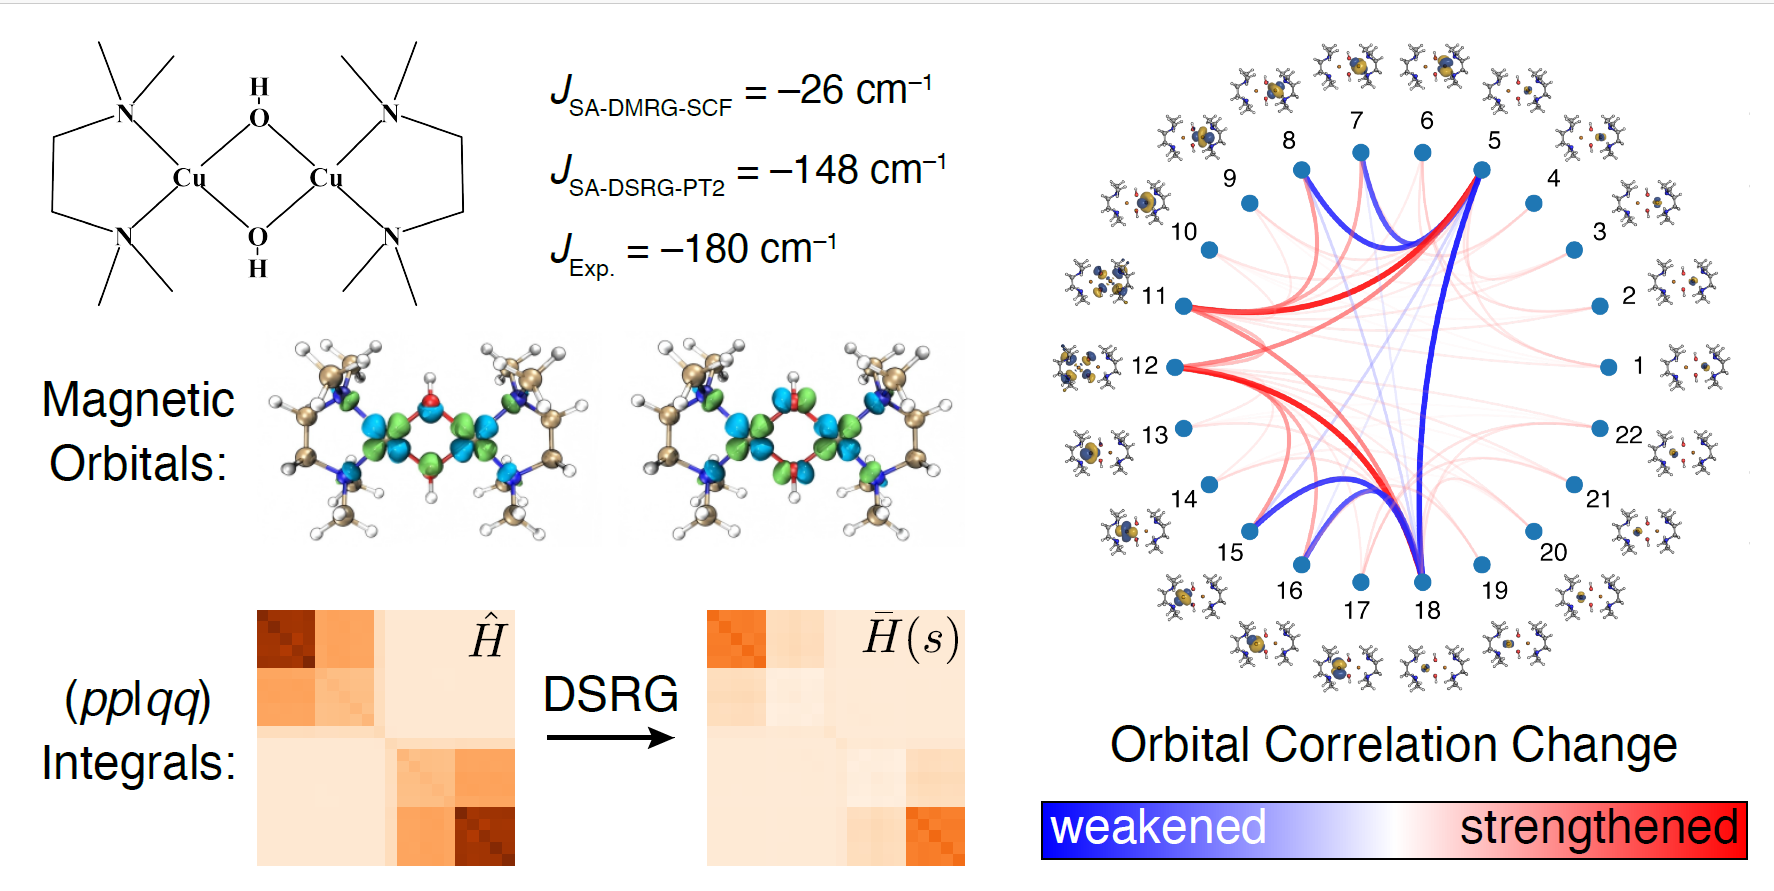 H
O
N
N
Cu
Cu
N
N
O
H
J_SA-DMRG-SCF = –26 cm⁻¹
J_SA-DSRG-PT2 = –148 cm⁻¹
J_Exp. = –180 cm⁻¹
Magnetic
Orbitals:
(pp|qq)
Integrals:
Ĥ
DSRG
H̄(s)
1
2
3
4
5
6
7
8
9
10
11
12
13
14
15
16
17
18
19
20
21
22
Orbital Correlation Change
weakened
strengthened